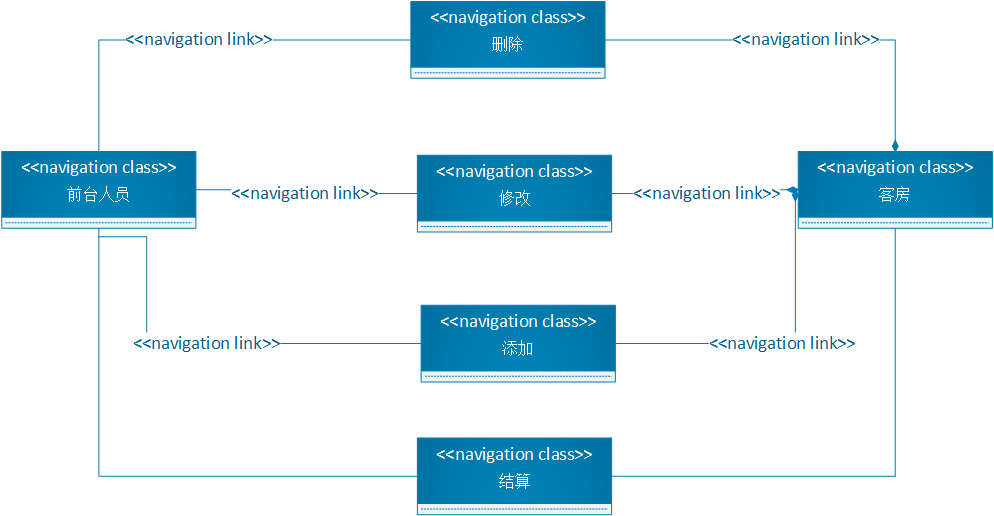 <<navigation class>>
删除
<<navigation link>>
<<navigation link>>
<<navigation class>>
前台人员
<<navigation link>>
<<navigation class>>
修改
<<navigation link>>
<<navigation class>>
客房
<<navigation link>>
<<navigation class>>
添加
<<navigation link>>
<<navigation class>>
结算